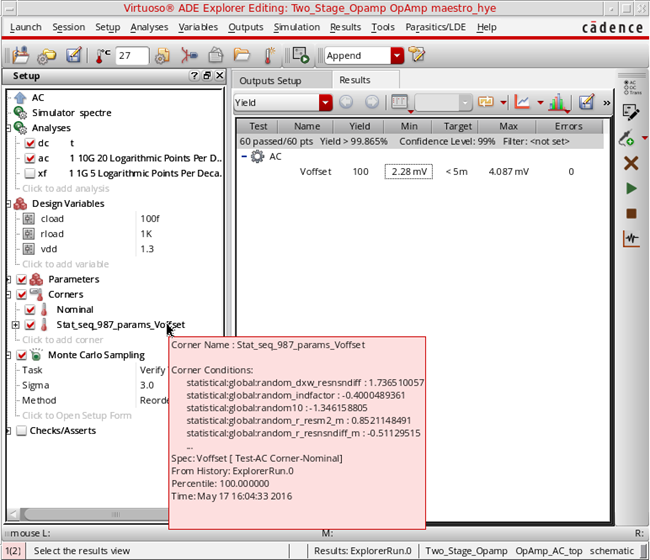 Virtuoso® ADE Explorer Editing: Two_Stage_Opamp OpAmp maestro_hye
Launch Session Setup Analyses Variables Outputs Simulation Results Tools Parasitics/LDE Help
cādence
27
Append
Setup
Outputs Setup Results
AC
Simulator spectre
Analyses
dc t
ac 1 10G 20 Logarithmic Points Per D...
xf 1 1G 5 Logarithmic Points Per Deca...
Click to add analysis
Design Variables
cload 100f
rload 1K
vdd 1.3
Click to add variable
Parameters
Corners
Nominal
Stat_seq_987_params_Voffset
Click to add corner
Monte Carlo Sampling
Task Verify
Sigma 3.0
Method Reorde
Click to Open Setup Form
Checks/Asserts
Yield
»
Test Name Yield Min Target Max Errors
60 passed/60 pts Yield > 99.865% Confidence Level: 99% Filter: <not set>
AC
Voffset 100 2.28 mV < 5m 4.087 mV 0
AC
DC
Trans
Corner Name : Stat_seq_987_params_Voffset
Corner Conditions:
statistical:global:random_dxw_resnsndiff : 1.736510057
statistical:global:random_indfactor : -0.4000489361
statistical:global:random10 : -1.346158805
statistical:global:random_r_resm2_m : 0.8521148491
statistical:global:random_r_resnsndiff_m : -0.51129515
...
Spec: Voffset [ Test-AC Corner-Nominal]
From History: ExplorerRun.0
Percentile: 100.000000
Time: May 17 16:04:33 2016
mouse L: M: R:
1(2) Select the results view Results: ExplorerRun.0 Two_Stage_Opamp OpAmp_AC_top schematic